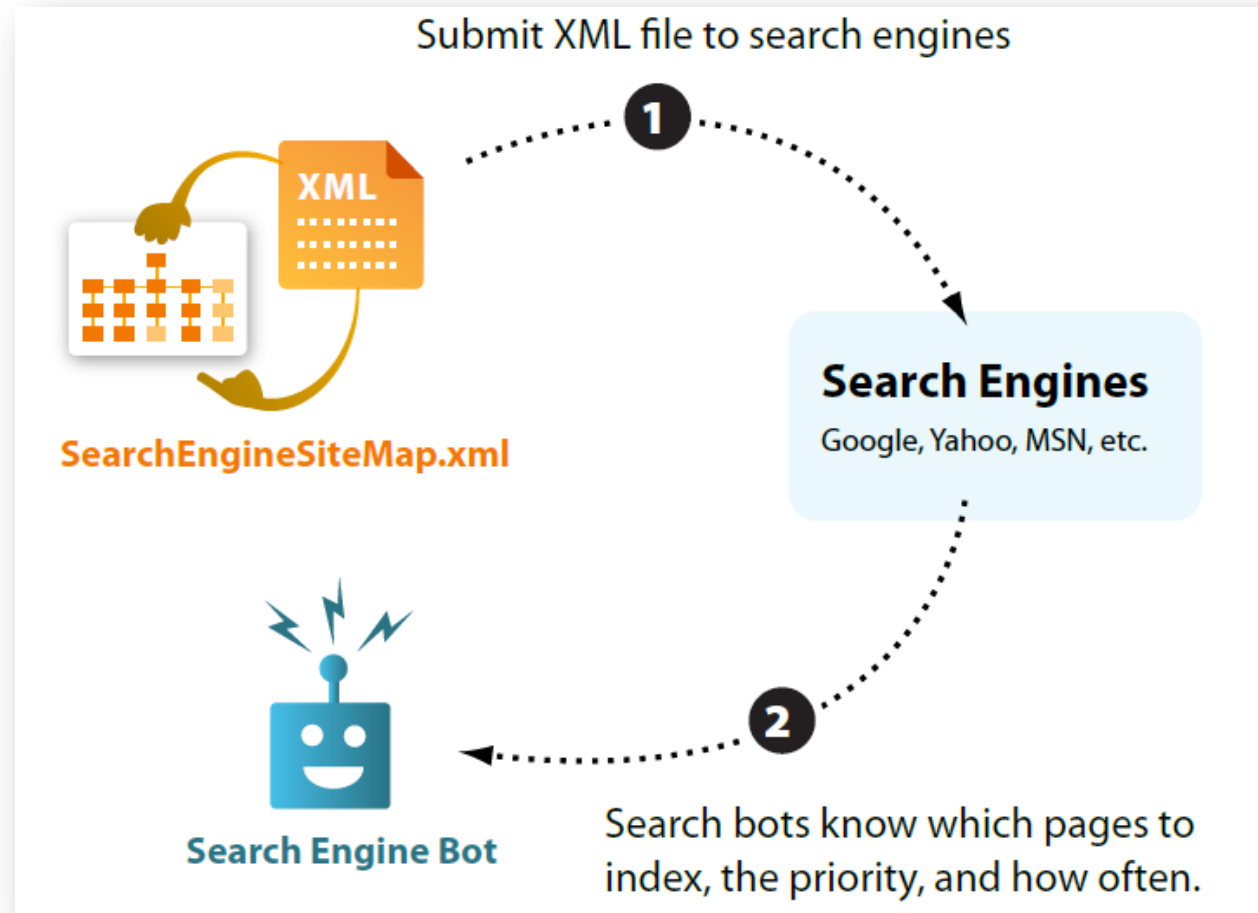 Submit XML file to search engines
1
XML
Search Engines
Google, Yahoo, MSN, etc.
SearchEngineSiteMap.xml
2
Search Engine Bot
Search bots know which pages to
index, the priority, and how often.